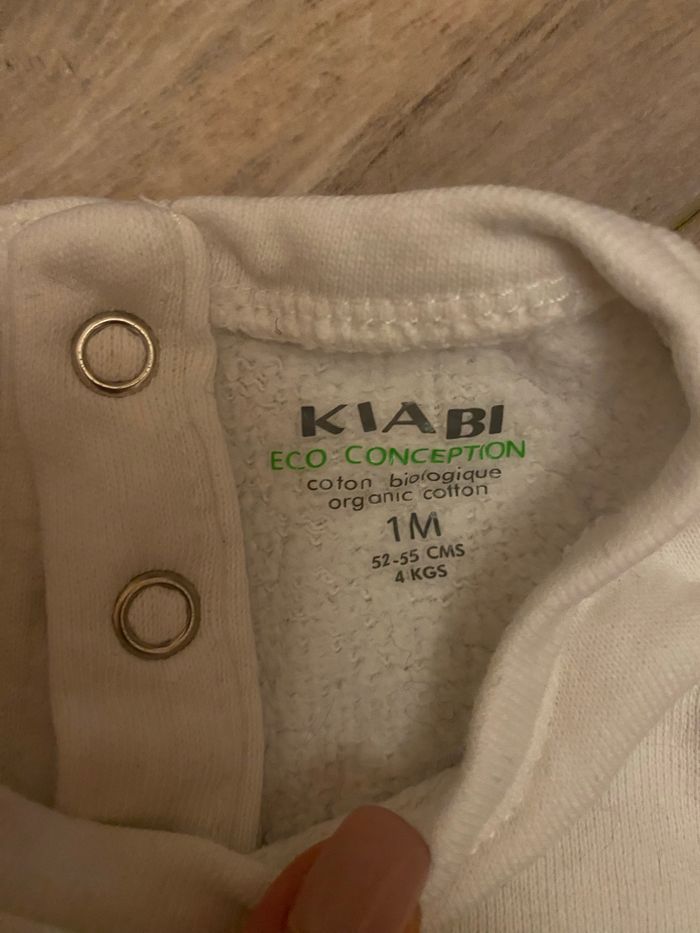 KIABI
ECO CONCEPTION
coton biologique
organic cotton
1M
52-55 CMS
4 KGS